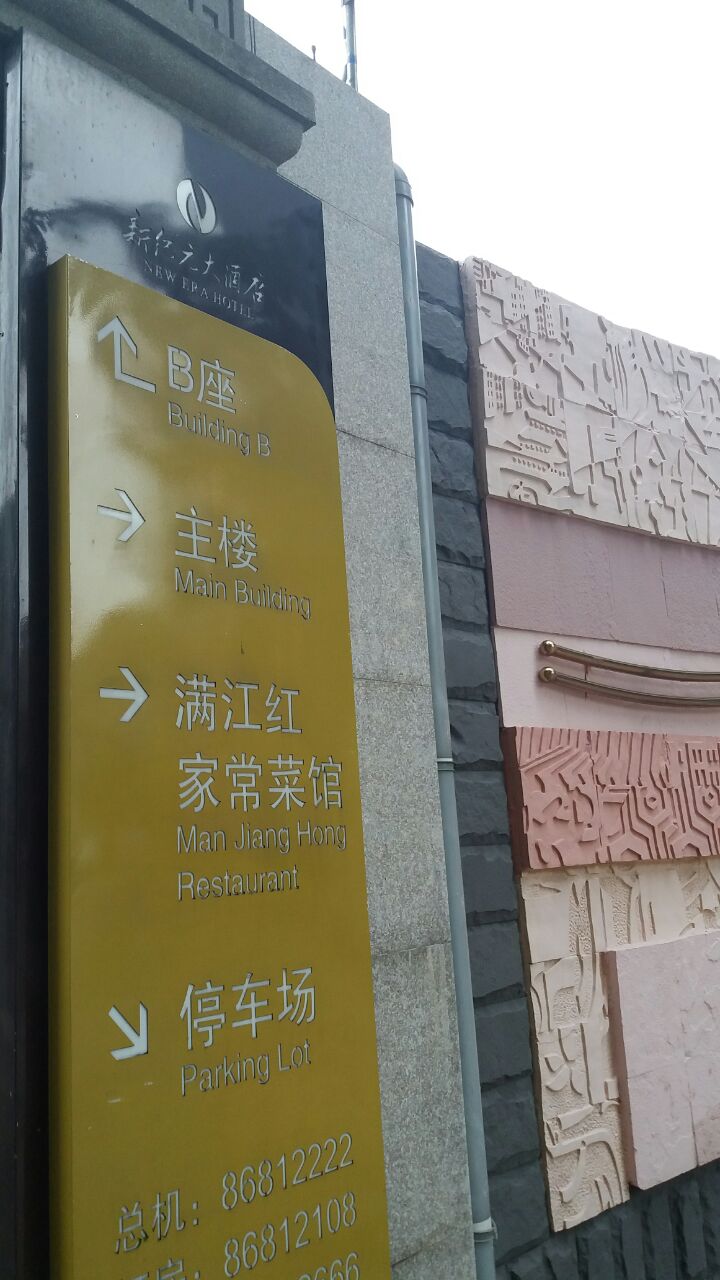 新纪元大酒店
NEW ERA HOTEL
B座
Building B
主楼
Main Building
满江红
家常菜馆
Man Jiang Hong
Restaurant
停车场
Parking Lot
总机：86812222
86812108